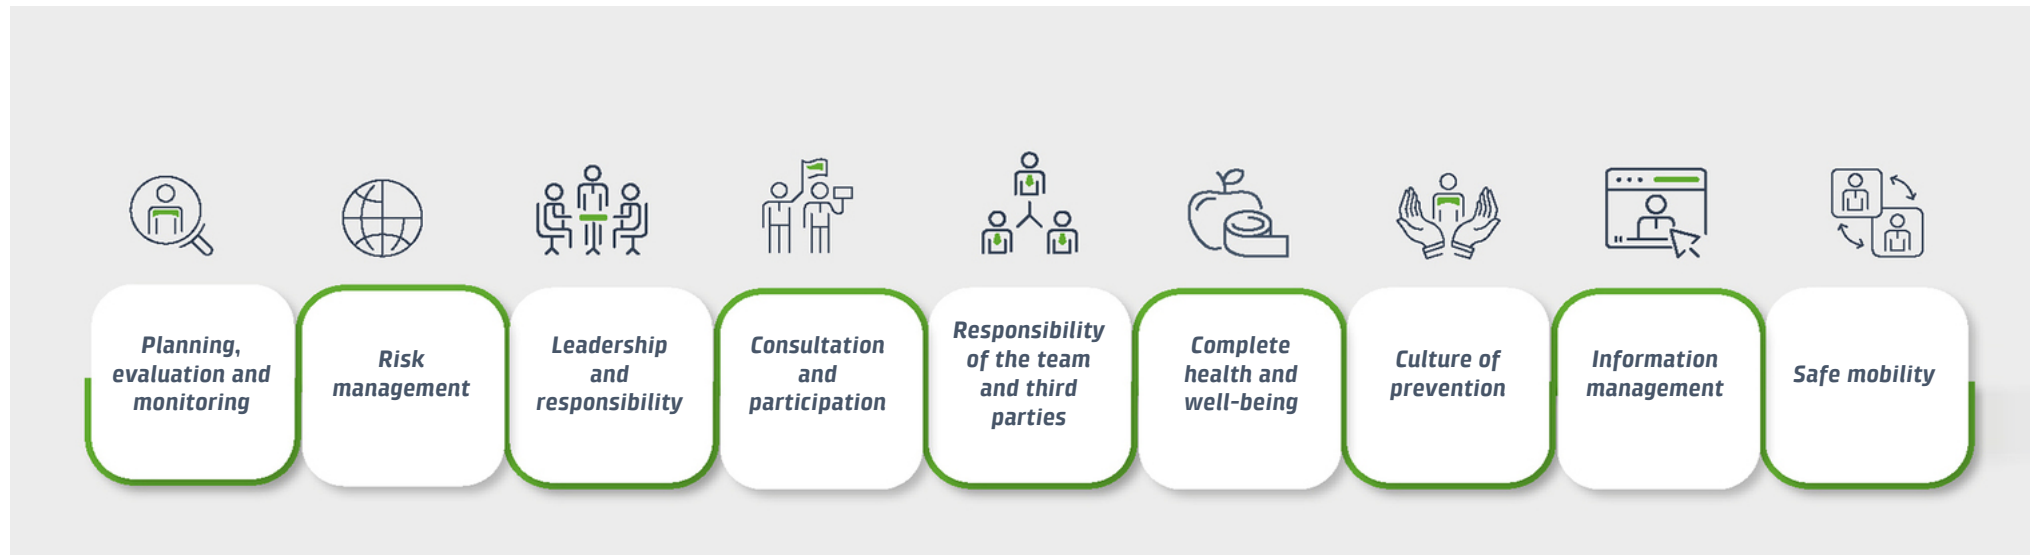 Planning,
evaluation and
monitoring
Risk
management
Leadership
and
responsibility
Consultation
and
participation
Responsibility
of the team
and third
parties
Complete
health and
well-being
Culture of
prevention
Information
management
Safe mobility